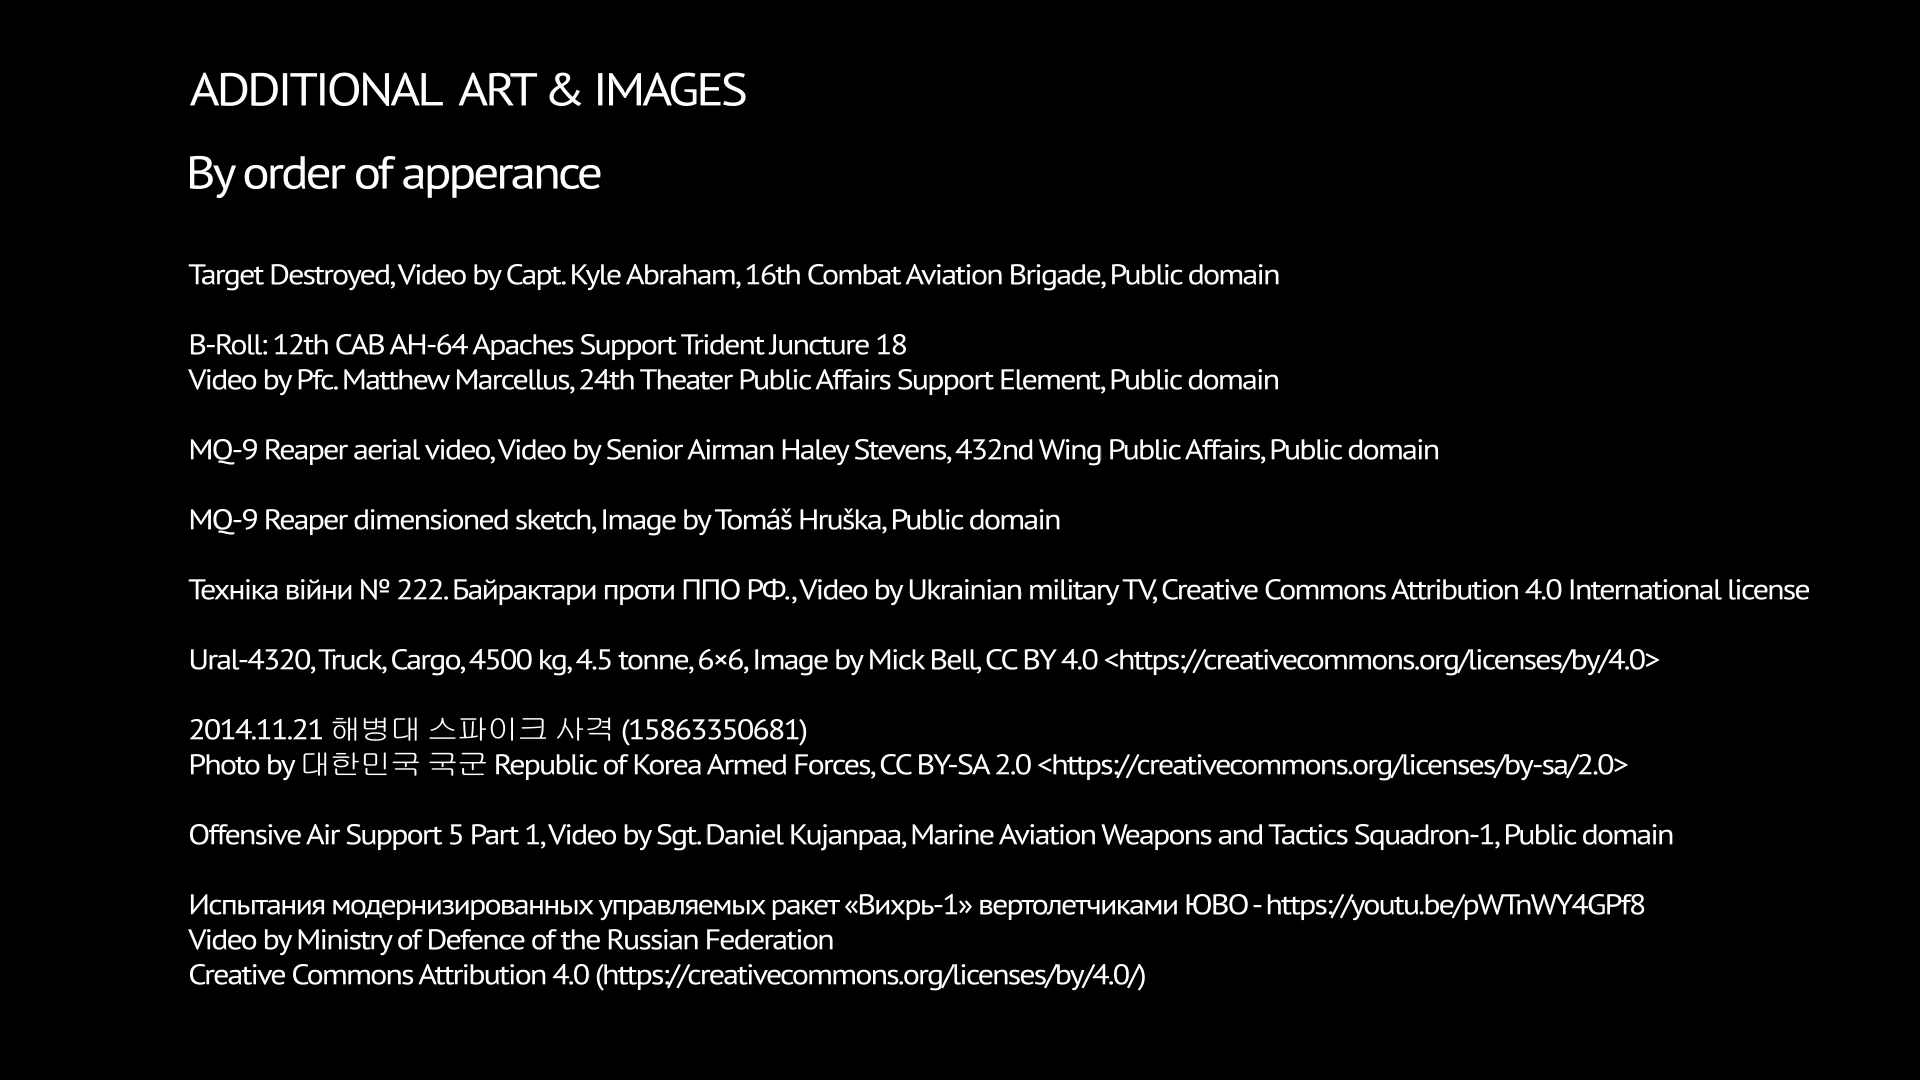 ADDITIONAL ART & IMAGES
By order of apperance
Target Destroyed, Video by Capt. Kyle Abraham, 16th Combat Aviation Brigade, Public domain
B-Roll: 12th CAB AH-64 Apaches Support Trident Juncture 18
Video by Pfc. Matthew Marcellus, 24th Theater Public Affairs Support Element, Public domain
MQ-9 Reaper aerial video, Video by Senior Airman Haley Stevens, 432nd Wing Public Affairs, Public domain
MQ-9 Reaper dimensioned sketch, Image by Tomáš Hruška, Public domain
Техніка війни № 222. Байрактари проти ППО РФ., Video by Ukrainian military TV, Creative Commons Attribution 4.0 International license
Ural-4320, Truck, Cargo, 4500 kg, 4.5 tonne, 6×6, Image by Mick Bell, CC BY 4.0 <https://creativecommons.org/licenses/by/4.0>
2014.11.21 해병대 스파이크 사격 (15863350681)
Photo by 대한민국 국군 Republic of Korea Armed Forces, CC BY-SA 2.0 <https://creativecommons.org/licenses/by-sa/2.0>
Offensive Air Support 5 Part 1, Video by Sgt. Daniel Kujanpaa, Marine Aviation Weapons and Tactics Squadron-1, Public domain
Испытания модернизированных управляемых ракет «Вихрь-1» вертолетчиками ЮВО - https://youtu.be/pWTnWY4GPf8
Video by Ministry of Defence of the Russian Federation
Creative Commons Attribution 4.0 (https://creativecommons.org/licenses/by/4.0/)